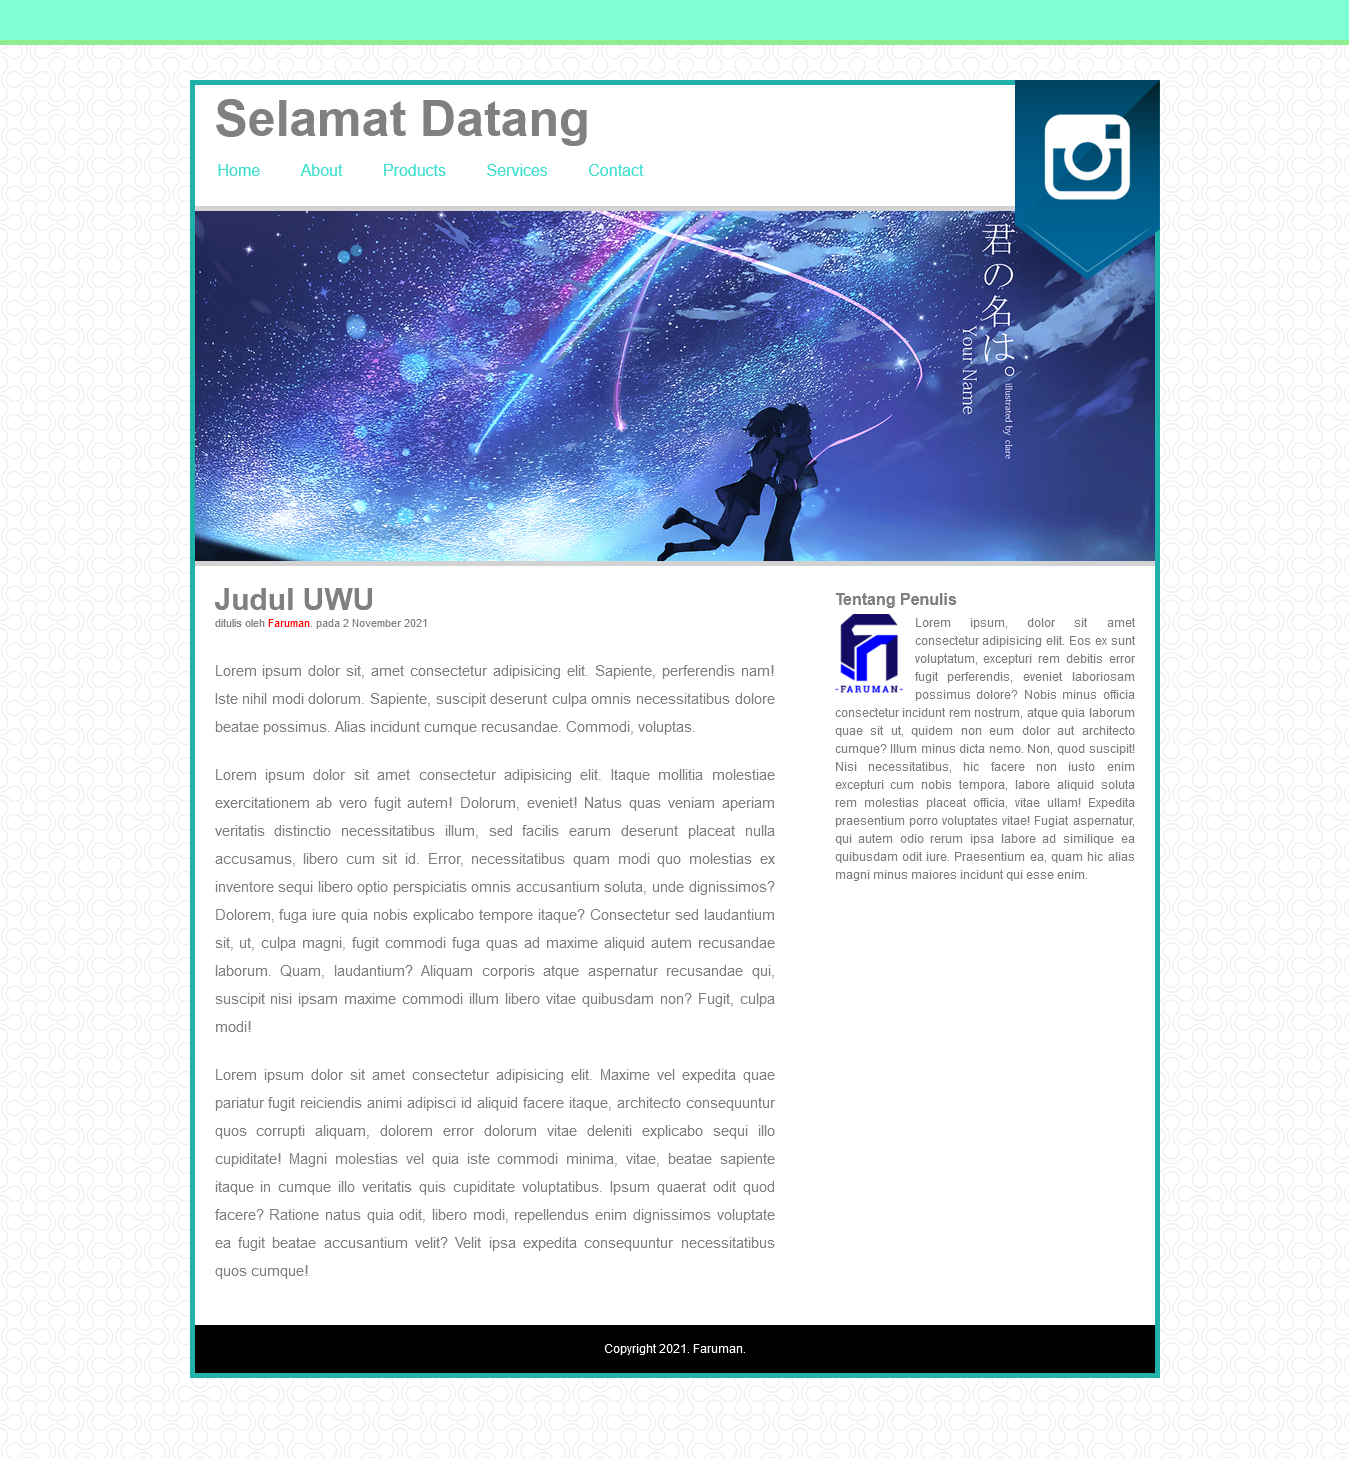 Selamat Datang
Home About Products Services Contact
君の名は。
Your Name
illustrated by clare
Judul UWU
ditulis oleh Faruman. pada 2 November 2021
Lorem ipsum dolor sit, amet consectetur adipisicing elit. Sapiente, perferendis nam!
Iste nihil modi dolorum. Sapiente, suscipit deserunt culpa omnis necessitatibus dolore
beatae possimus. Alias incidunt cumque recusandae. Commodi, voluptas.
Lorem ipsum dolor sit amet consectetur adipisicing elit. Itaque mollitia molestiae
exercitationem ab vero fugit autem! Dolorum, eveniet! Natus quas veniam aperiam
veritatis distinctio necessitatibus illum, sed facilis earum deserunt placeat nulla
accusamus, libero cum sit id. Error, necessitatibus quam modi quo molestias ex
inventore sequi libero optio perspiciatis omnis accusantium soluta, unde dignissimos?
Dolorem, fuga iure quia nobis explicabo tempore itaque? Consectetur sed laudantium
sit, ut, culpa magni, fugit commodi fuga quas ad maxime aliquid autem recusandae
laborum. Quam, laudantium? Aliquam corporis atque aspernatur recusandae qui,
suscipit nisi ipsam maxime commodi illum libero vitae quibusdam non? Fugit, culpa
modi!
Lorem ipsum dolor sit amet consectetur adipisicing elit. Maxime vel expedita quae
pariatur fugit reiciendis animi adipisci id aliquid facere itaque, architecto consequuntur
quos corrupti aliquam, dolorem error dolorum vitae deleniti explicabo sequi illo
cupiditate! Magni molestias vel quia iste commodi minima, vitae, beatae sapiente
itaque in cumque illo veritatis quis cupiditate voluptatibus. Ipsum quaerat odit quod
facere? Ratione natus quia odit, libero modi, repellendus enim dignissimos voluptate
ea fugit beatae accusantium velit? Velit ipsa expedita consequuntur necessitatibus
quos cumque!
Tentang Penulis
-FARUMAN-
Lorem ipsum, dolor sit amet
consectetur adipisicing elit. Eos ex sunt
voluptatum, excepturi rem debitis error
fugit perferendis, eveniet laboriosam
possimus dolore? Nobis minus officia
consectetur incidunt rem nostrum, atque quia laborum
quae sit ut, quidem non eum dolor aut architecto
cumque? Illum minus dicta nemo. Non, quod suscipit!
Nisi necessitatibus, hic facere non iusto enim
excepturi cum nobis tempora, labore aliquid soluta
rem molestias placeat officia, vitae ullam! Expedita
praesentium porro voluptates vitae! Fugiat aspernatur,
qui autem odio rerum ipsa labore ad similique ea
quibusdam odit iure. Praesentium ea, quam hic alias
magni minus maiores incidunt qui esse enim.
Copyright 2021. Faruman.